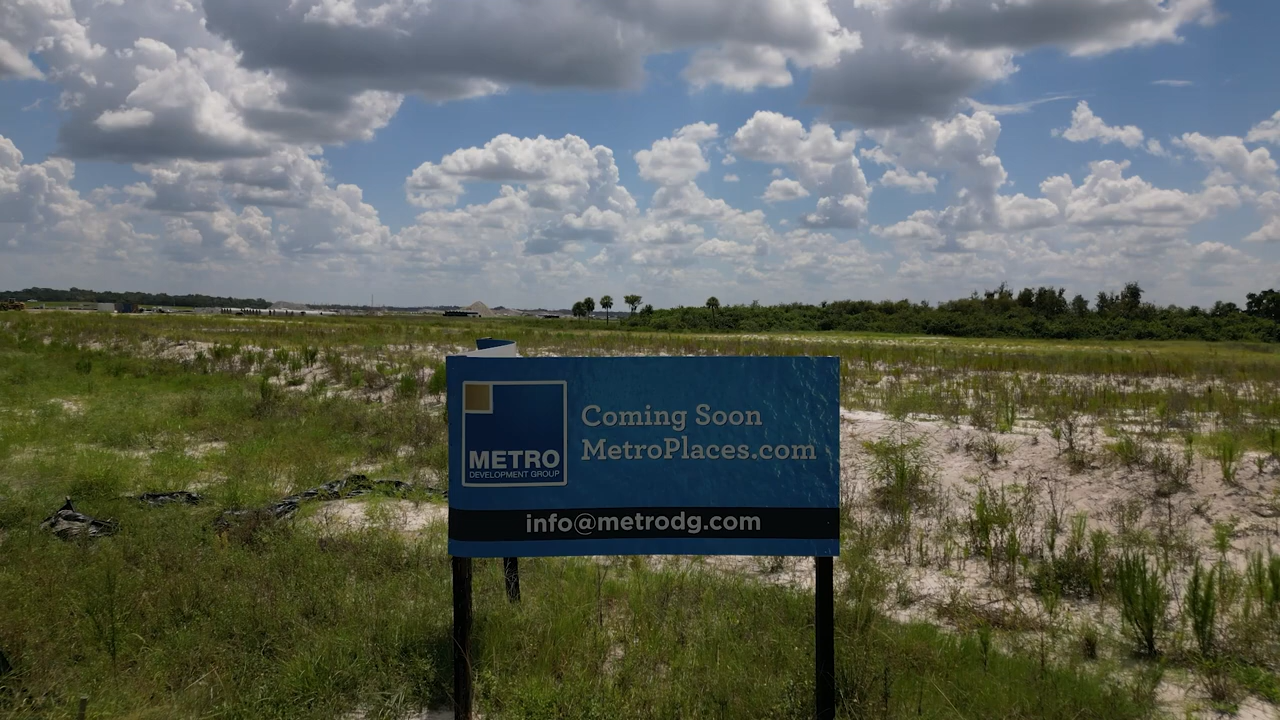 METRO
DEVELOPMENT GROUP
Coming Soon
MetroPlaces.com
info@metrodg.com